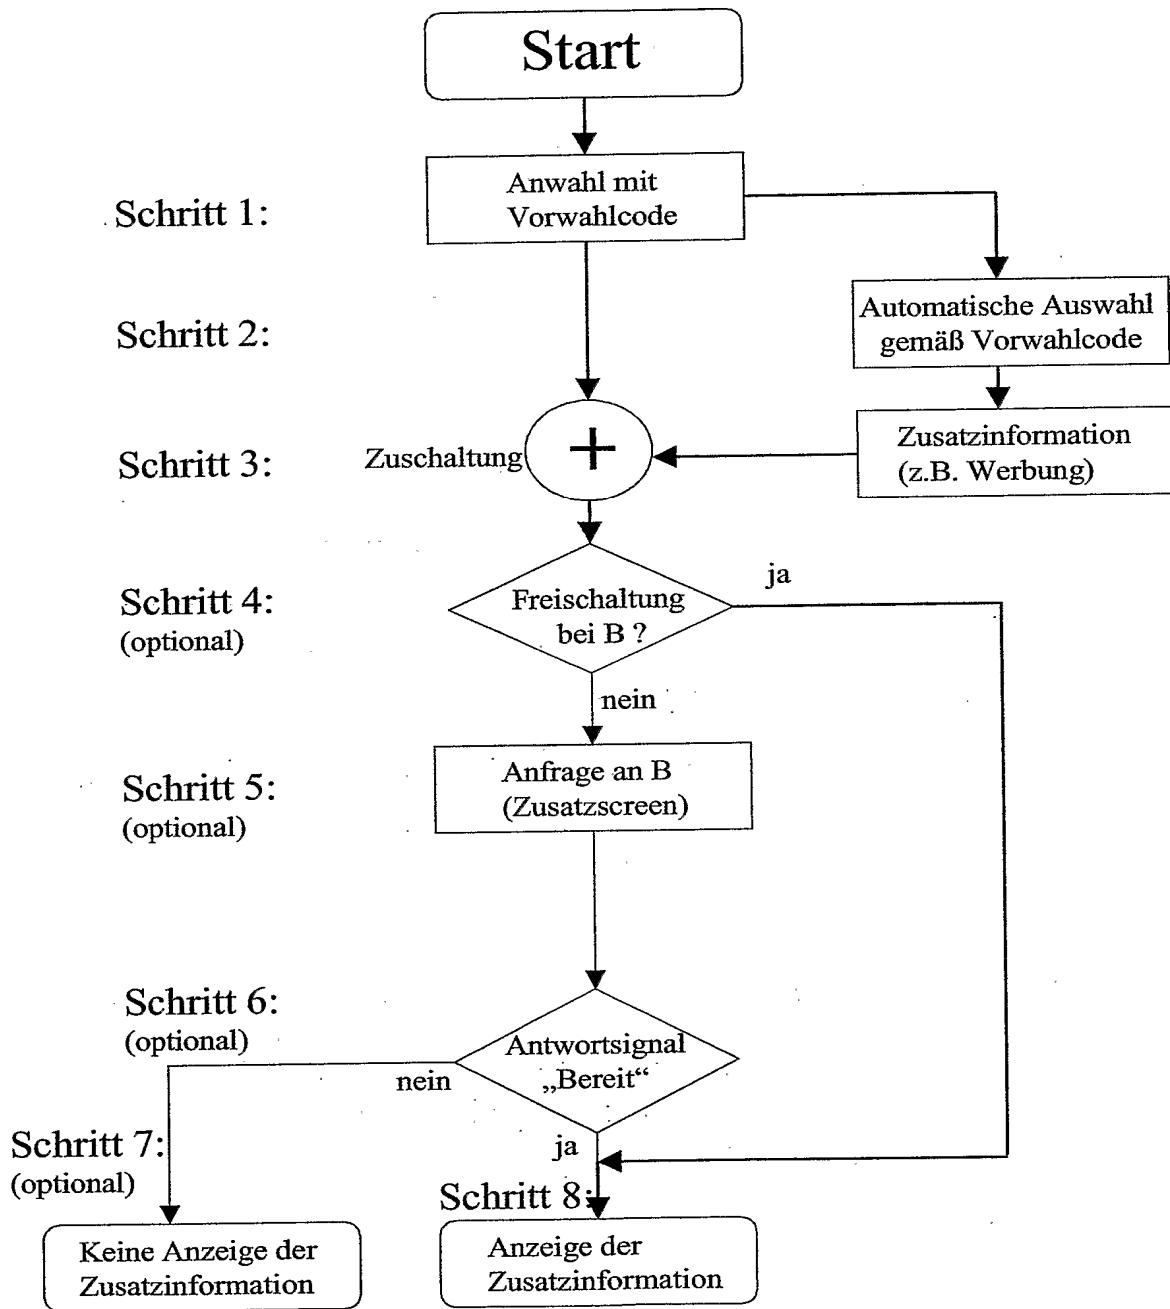 Start
Schritt 1:
Anwahl mit
Vorwahlcode
Schritt 2:
Automatische Auswahl
gemäß Vorwahlcode
Schritt 3:
Zuschaltung
+
Zusatzinformation
(z.B. Werbung)
Schritt 4:
(optional)
Freischaltung
bei B ?
ja
nein
Schritt 5:
(optional)
Anfrage an B
(Zusatzscreen)
Schritt 6:
(optional)
Antwortsignal
„Bereit“
nein
ja
Schritt 7:
(optional)
Schritt 8:
Keine Anzeige der
Zusatzinformation
Anzeige der
Zusatzinformation